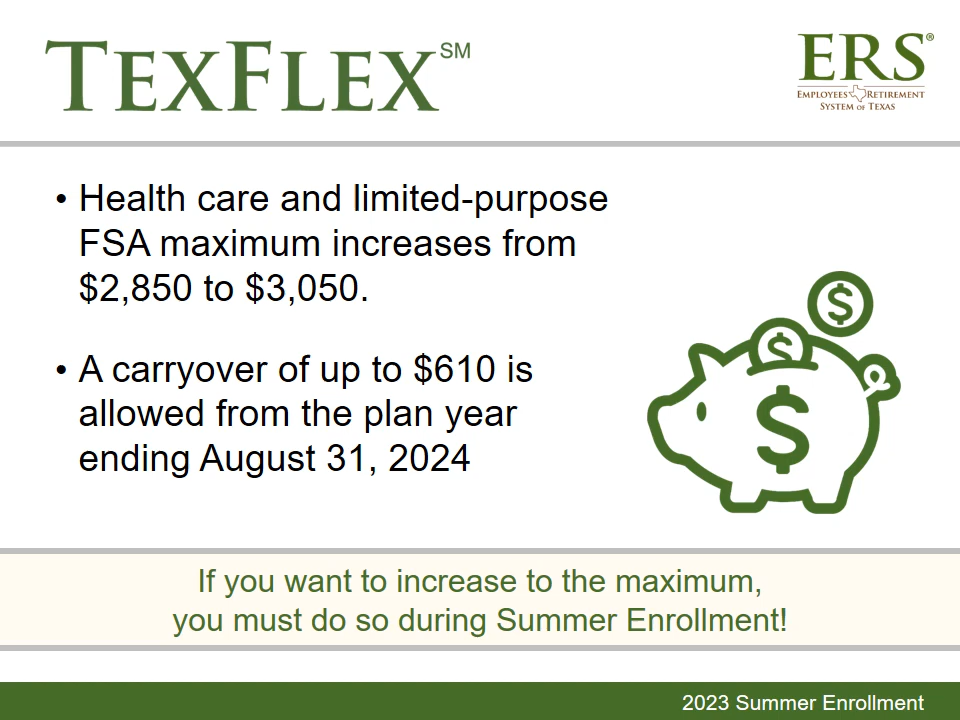 TEXFLEX℠
ERS®
EMPLOYEES RETIREMENT
SYSTEM OF TEXAS
• Health care and limited-purpose
FSA maximum increases from
$2,850 to $3,050.
• A carryover of up to $610 is
allowed from the plan year
ending August 31, 2024
$
$
$
If you want to increase to the maximum,
you must do so during Summer Enrollment!
2023 Summer Enrollment